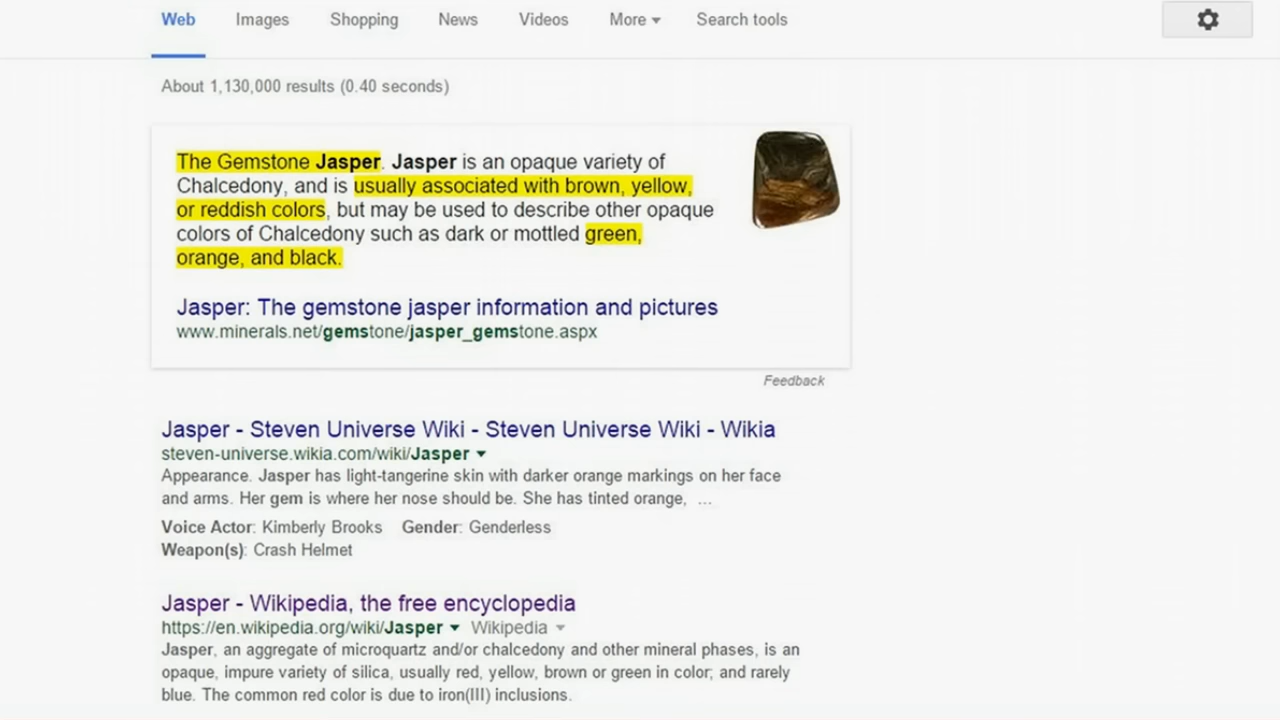 Web Images Shopping News Videos More Search tools
About 1,130,000 results (0.40 seconds)
The Gemstone Jasper. Jasper is an opaque variety of
Chalcedony, and is usually associated with brown, yellow,
or reddish colors, but may be used to describe other opaque
colors of Chalcedony such as dark or mottled green,
orange, and black.
Jasper: The gemstone jasper information and pictures
www.minerals.net/gemstone/jasper_gemstone.aspx
Feedback
Jasper - Steven Universe Wiki - Steven Universe Wiki - Wikia
steven-universe.wikia.com/wiki/Jasper
Appearance. Jasper has light-tangerine skin with darker orange markings on her face
and arms. Her gem is where her nose should be. She has tinted orange, ...
Voice Actor: Kimberly Brooks Gender: Genderless
Weapon(s): Crash Helmet
Jasper - Wikipedia, the free encyclopedia
https://en.wikipedia.org/wiki/Jasper Wikipedia
Jasper, an aggregate of microquartz and/or chalcedony and other mineral phases, is an
opaque, impure variety of silica, usually red, yellow, brown or green in color; and rarely
blue. The common red color is due to iron(III) inclusions.